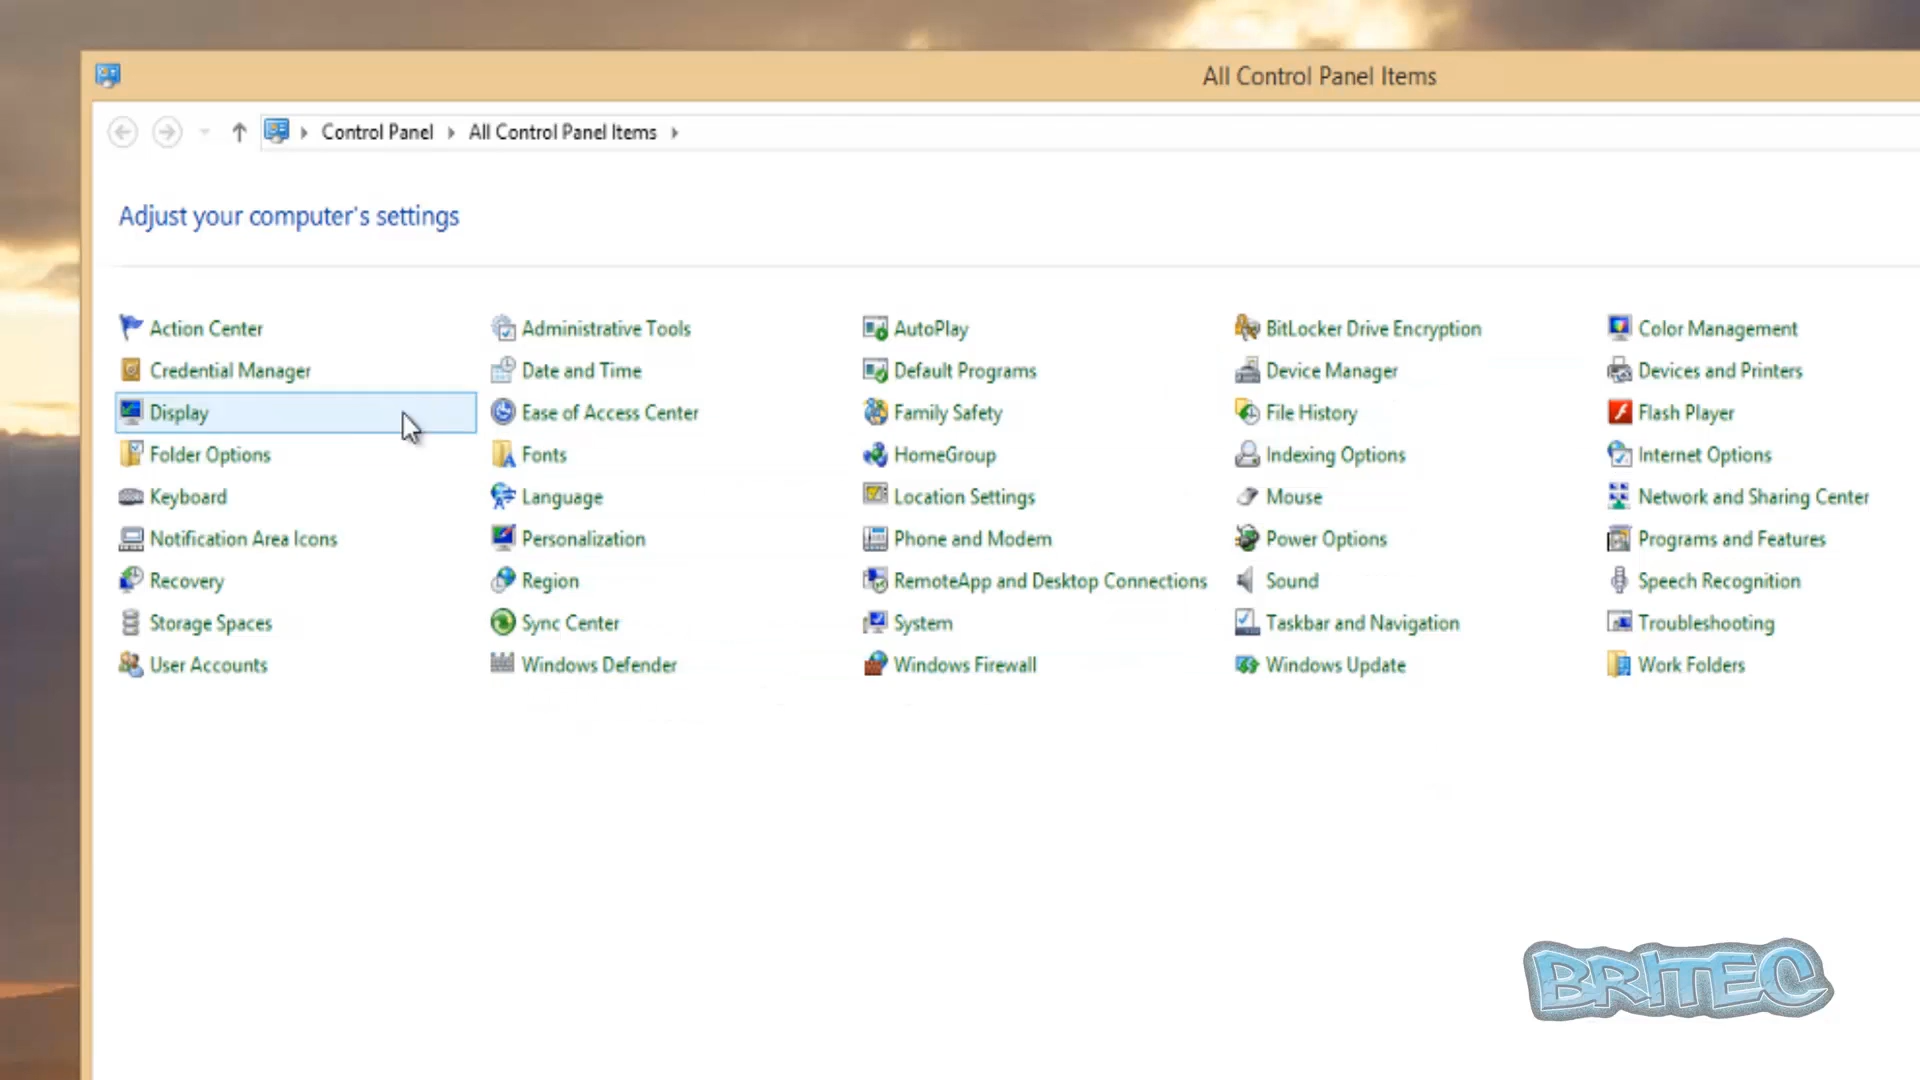 All Control Panel Items
Control Panel All Control Panel Items
Adjust your computer's settings
Action Center Administrative Tools AutoPlay BitLocker Drive Encryption Color Management
Credential Manager Date and Time Default Programs Device Manager Devices and Printers
Display Ease of Access Center Family Safety File History Flash Player
Folder Options Fonts HomeGroup Indexing Options Internet Options
Keyboard Language Location Settings Mouse Network and Sharing Center
Notification Area Icons Personalization Phone and Modem Power Options Programs and Features
Recovery Region RemoteApp and Desktop Connections Sound Speech Recognition
Storage Spaces Sync Center System Taskbar and Navigation Troubleshooting
User Accounts Windows Defender Windows Firewall Windows Update Work Folders
BRITEC